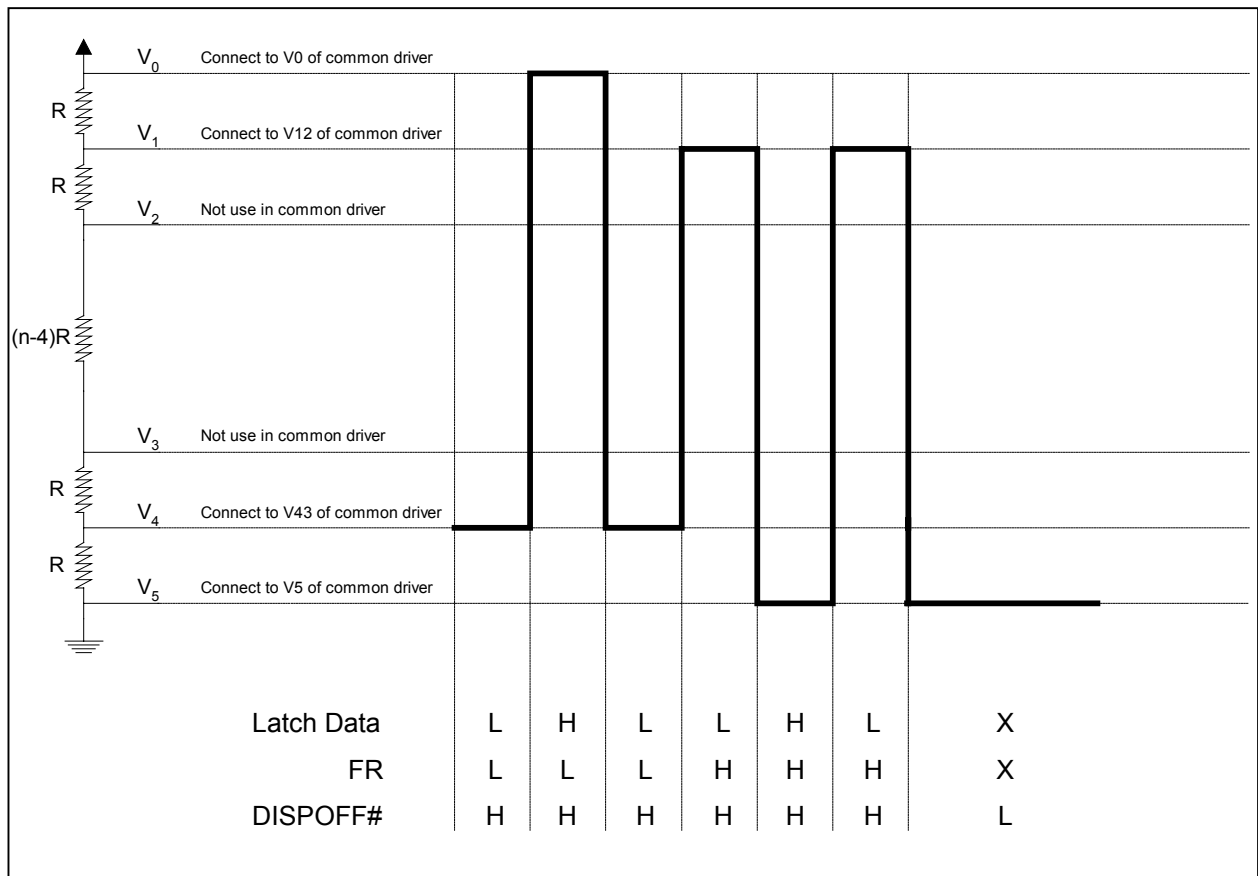 V0 Connect to V0 of common driver
R
V1 Connect to V12 of common driver
R
V2 Not use in common driver
(n-4)R
V3 Not use in common driver
R
V4 Connect to V43 of common driver
R
V5 Connect to V5 of common driver
Latch Data L H L L H L X
FR L L L H H H X
DISPOFF# H H H H H H L